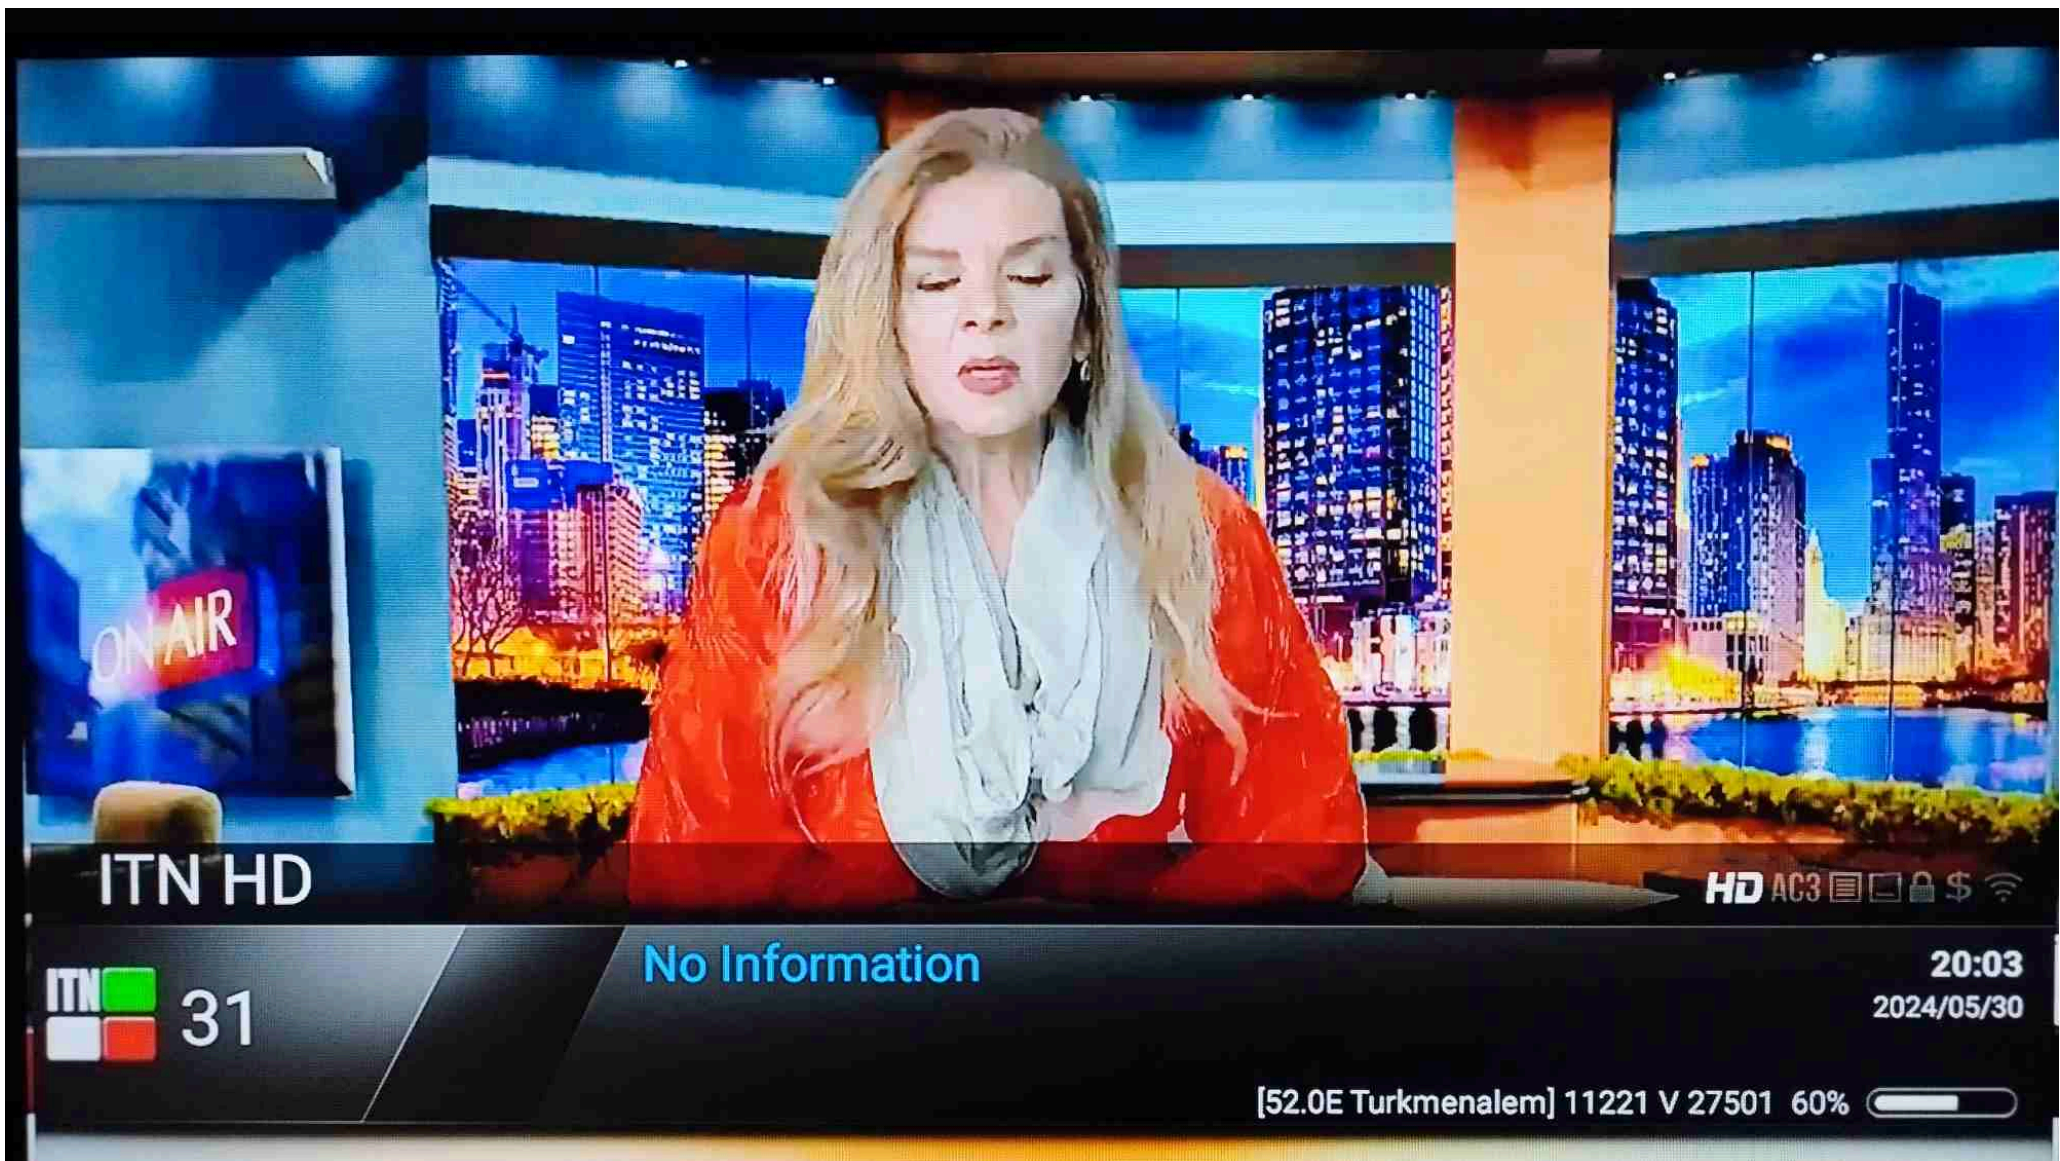 ON AIR
ITN HD
HD AC3 $
No Information
20:03
2024/05/30
ITN
31
[52.0E Turkmenalem] 11221 V 27501 60%